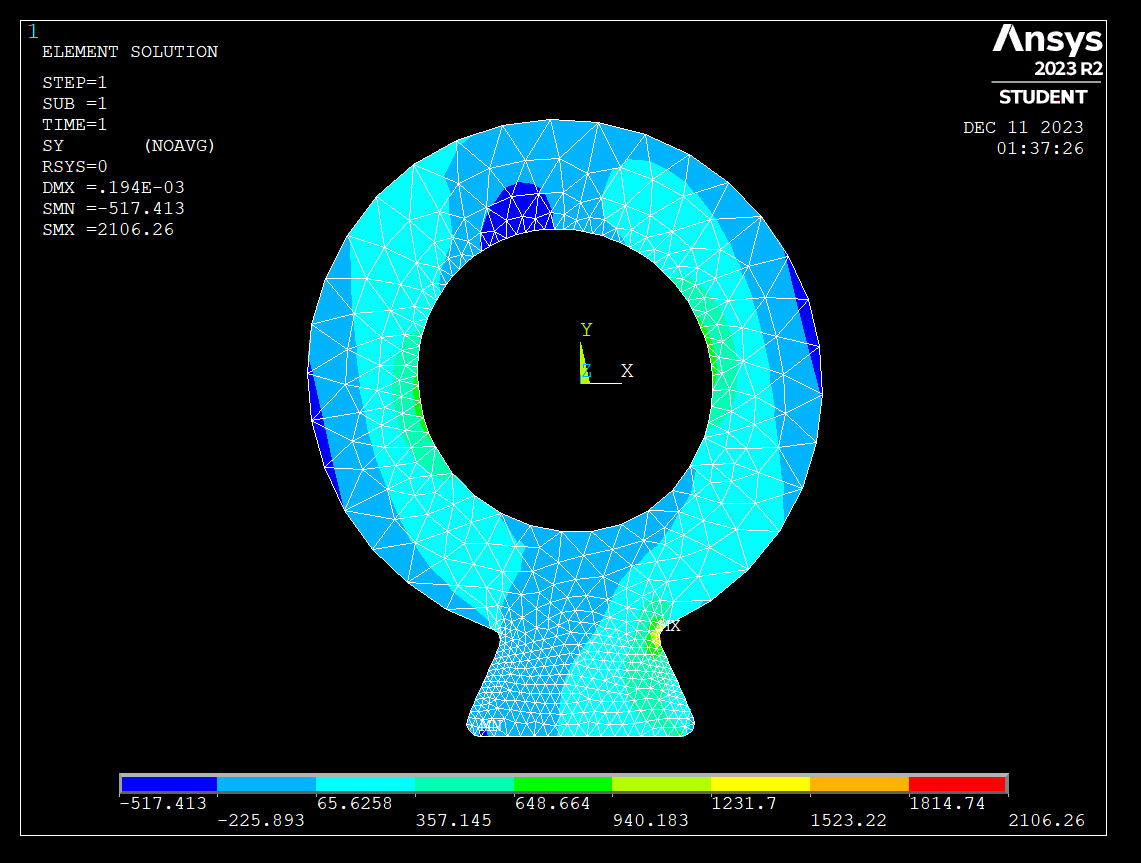 1
ELEMENT SOLUTION
STEP=1
SUB =1
TIME=1
SY (NOAVG)
RSYS=0
DMX =.194E-03
SMN =-517.413
SMX =2106.26
Ansys
2023 R2
STUDENT
DEC 11 2023
01:37:26
Y
Z X
MX
MN
-517.413 65.6258 648.664 1231.7 1814.74
-225.893 357.145 940.183 1523.22 2106.26